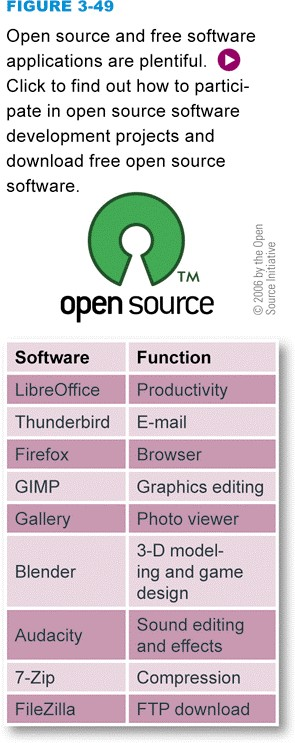 FIGURE 3-49
Open source and free software
applications are plentiful.
Click to find out how to partici-
pate in open source software
development projects and
download free open source
software.
TM
open source
© 2006 by the Open
Source Initiative
Software Function
LibreOffice Productivity
Thunderbird E-mail
Firefox Browser
GIMP Graphics editing
Gallery Photo viewer
Blender 3-D model-
ing and game
design
Audacity Sound editing
and effects
7-Zip Compression
FileZilla FTP download